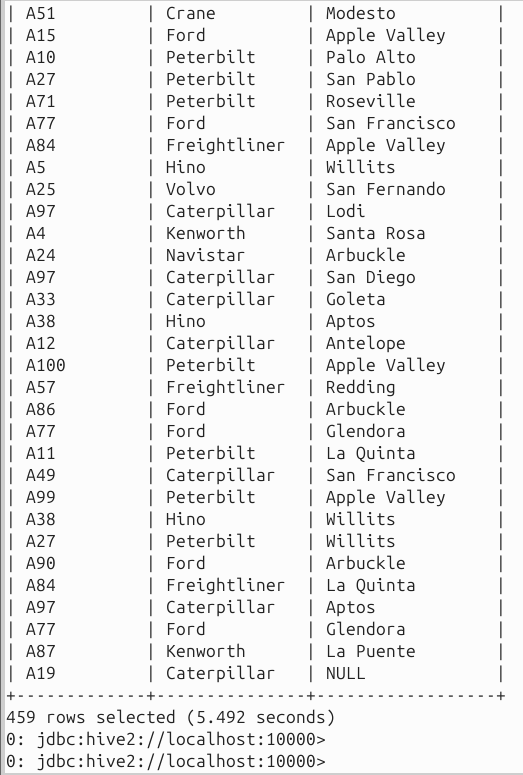 | A51 | Crane | Modesto |
| A15 | Ford | Apple Valley |
| A10 | Peterbilt | Palo Alto |
| A27 | Peterbilt | San Pablo |
| A71 | Peterbilt | Roseville |
| A77 | Ford | San Francisco |
| A84 | Freightliner | Apple Valley |
| A5 | Hino | Willits |
| A25 | Volvo | San Fernando |
| A97 | Caterpillar | Lodi |
| A4 | Kenworth | Santa Rosa |
| A24 | Navistar | Arbuckle |
| A97 | Caterpillar | San Diego |
| A33 | Caterpillar | Goleta |
| A38 | Hino | Aptos |
| A12 | Caterpillar | Antelope |
| A100 | Peterbilt | Apple Valley |
| A57 | Freightliner | Redding |
| A86 | Ford | Arbuckle |
| A77 | Ford | Glendora |
| A11 | Peterbilt | La Quinta |
| A49 | Caterpillar | San Francisco |
| A99 | Peterbilt | Apple Valley |
| A38 | Hino | Willits |
| A27 | Peterbilt | Willits |
| A90 | Ford | Arbuckle |
| A84 | Freightliner | La Quinta |
| A97 | Caterpillar | Aptos |
| A77 | Ford | Glendora |
| A87 | Kenworth | La Puente |
| A19 | Caterpillar | NULL |
+-------------+---------------+------------------+
459 rows selected (5.492 seconds)
0: jdbc:hive2://localhost:10000>
0: jdbc:hive2://localhost:10000>